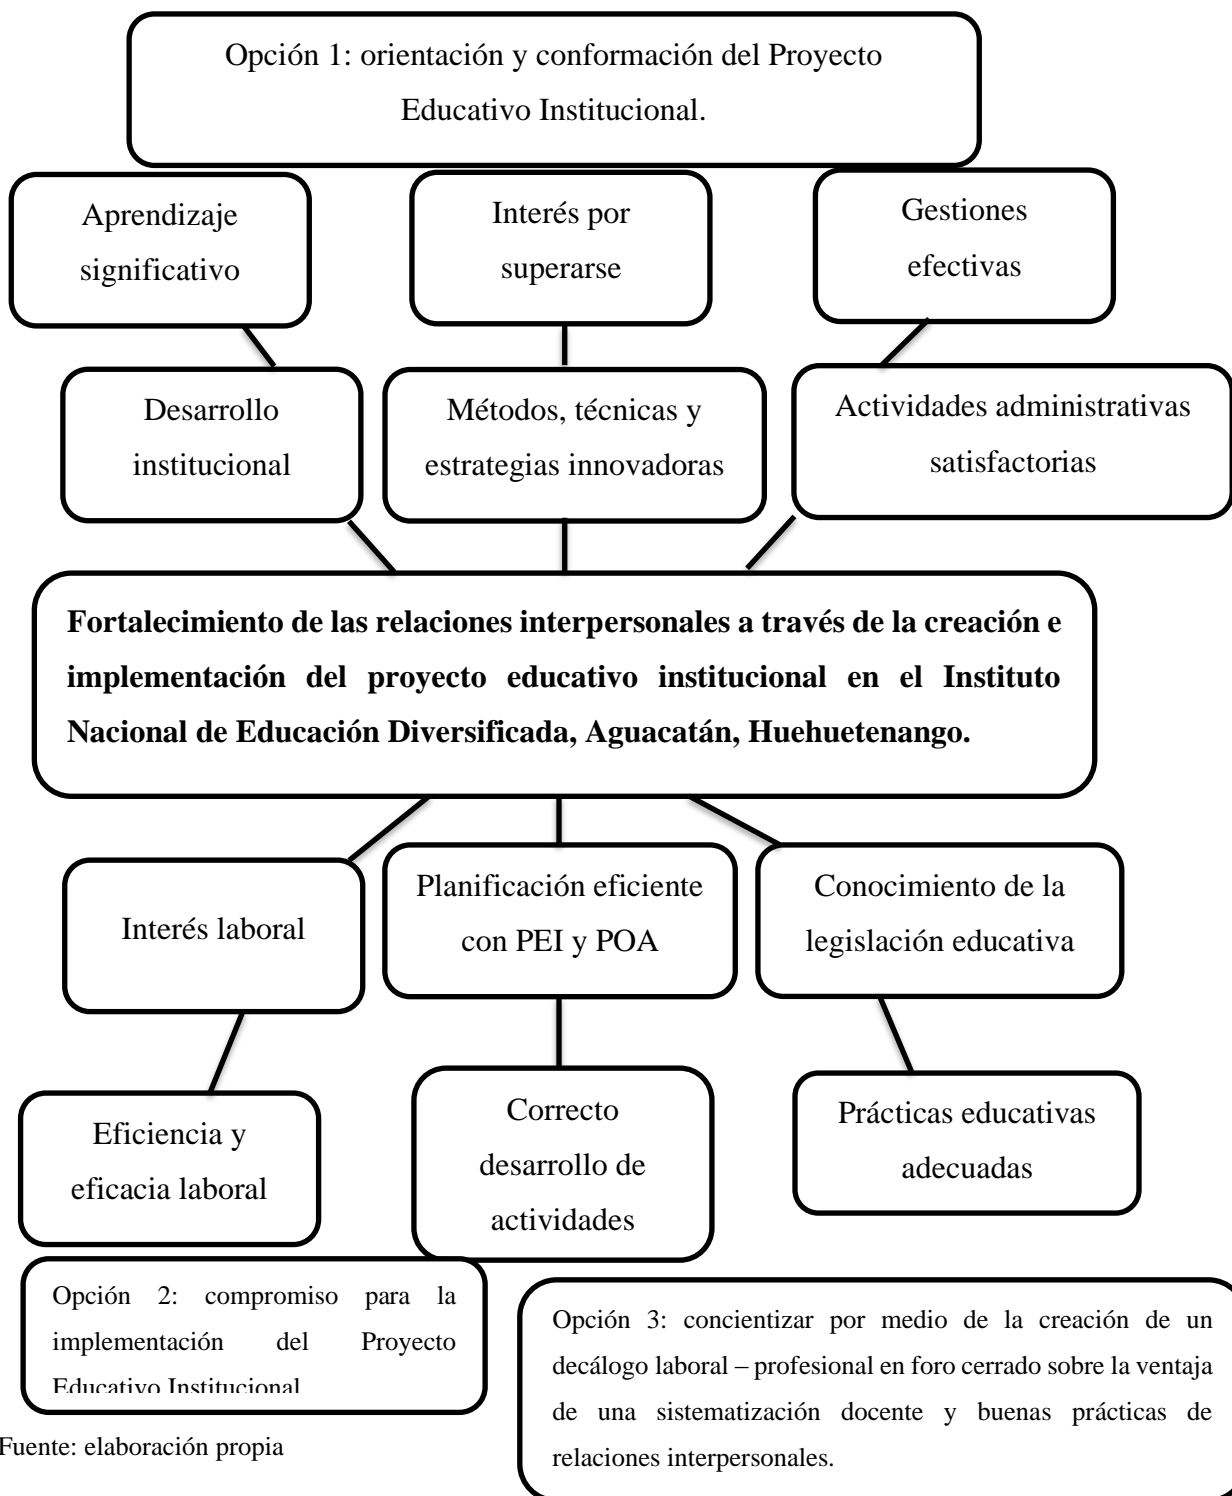 Opción 1: orientación y conformación del Proyecto
Educativo Institucional.
Aprendizaje
significativo
Interés por
superarse
Gestiones
efectivas
Desarrollo
institucional
Métodos, técnicas y
estrategias innovadoras
Actividades administrativas
satisfactorias
Fortalecimiento de las relaciones interpersonales a través de la creación e
implementación del proyecto educativo institucional en el Instituto
Nacional de Educación Diversificada, Aguacatán, Huehuetenango.
Interés laboral
Planificación eficiente
con PEI y POA
Conocimiento de la
legislación educativa
Eficiencia y
eficacia laboral
Correcto
desarrollo de
actividades
Prácticas educativas
adecuadas
Opción 2: compromiso para la
implementación del Proyecto
Educativo Institucional
Opción 3: concientizar por medio de la creación de un
decálogo laboral – profesional en foro cerrado sobre la ventaja
de una sistematización docente y buenas prácticas de
relaciones interpersonales.
Fuente: elaboración propia